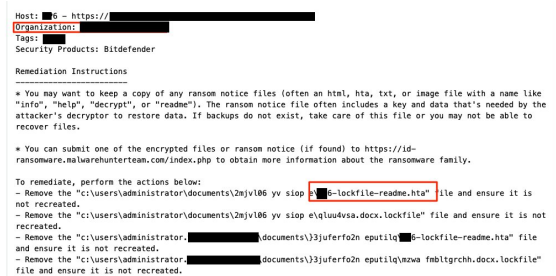 Host: 6 – https://
Organization:
Tags:
Security Products: Bitdefender
Remediation Instructions
------------------------
* You may want to keep a copy of any ransom notice files (often an html, hta, txt, or image file with a name like
"info", "help", "decrypt", or "readme"). The ransom notice file often includes a key and data that's needed by the
attacker's decryptor to restore data. If backups do not exist, take care of this file or you may not be able to
recover files.
* You can submit one of the encrypted files or ransom notice (if found) to https://id-
ransomware.malwarehunterteam.com/index.php to obtain more information about the ransomware family.
To remediate, perform the actions below:
– Remove the "c:\users\administrator\documents\2mjvl06 yv siop e\ 6-lockfile-readme.hta" file and ensure it is
not recreated.
– Remove the "c:\users\administrator\documents\2mjvl06 yv siop e\qluu4vsa.docx.lockfile" file and ensure it is not
recreated.
– Remove the "c:\users\administrator. \documents\}3juferfo2n eputilq\ 6-lockfile-readme.hta" file
and ensure it is not recreated.
– Remove the "c:\users\administrator. \documents\}3juferfo2n eputilq\mzwa fmbltgrchh.docx.lockfile"
file and ensure it is not recreated.